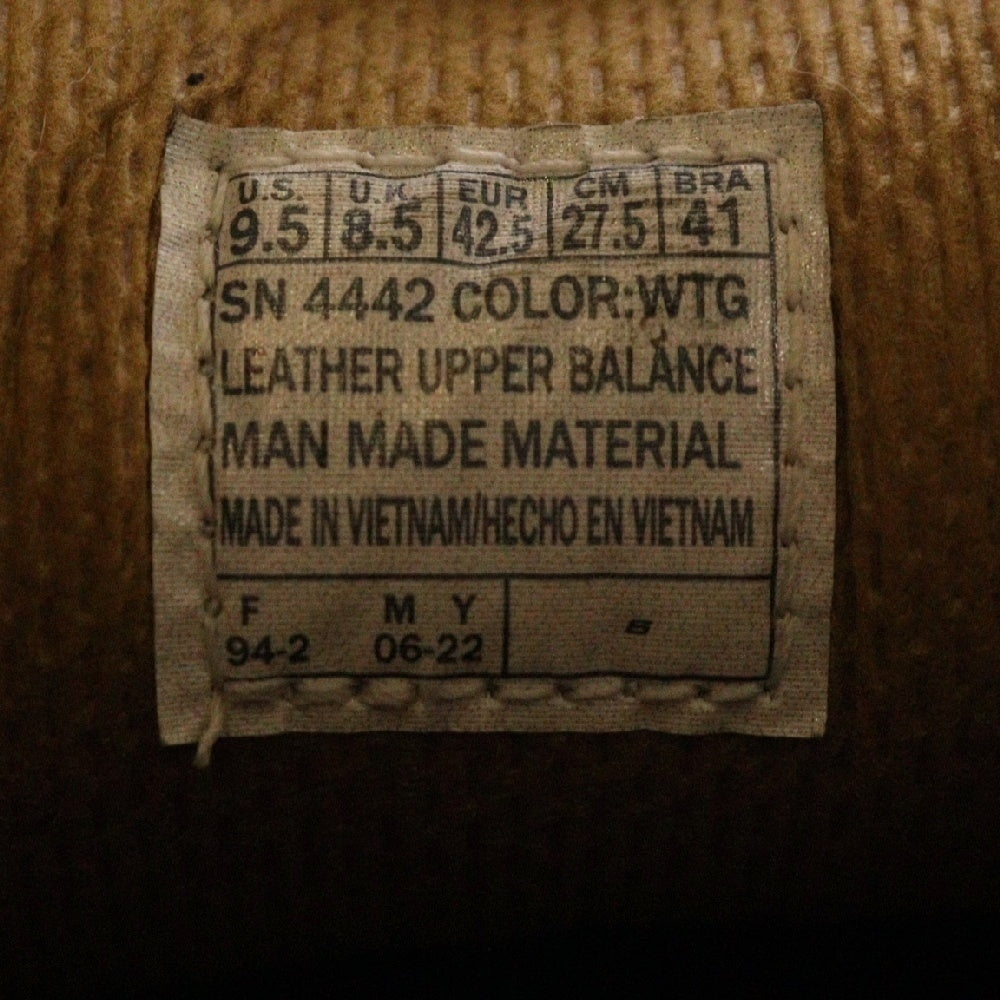 U.S. U.K. EUR CM BRA
9.5 8.5 42.5 27.5 41
SN 4442 COLOR:WTG
LEATHER UPPER BALANCE
MAN MADE MATERIAL
MADE IN VIETNAM/HECHO EN VIETNAM
F M Y
94-2 06-22